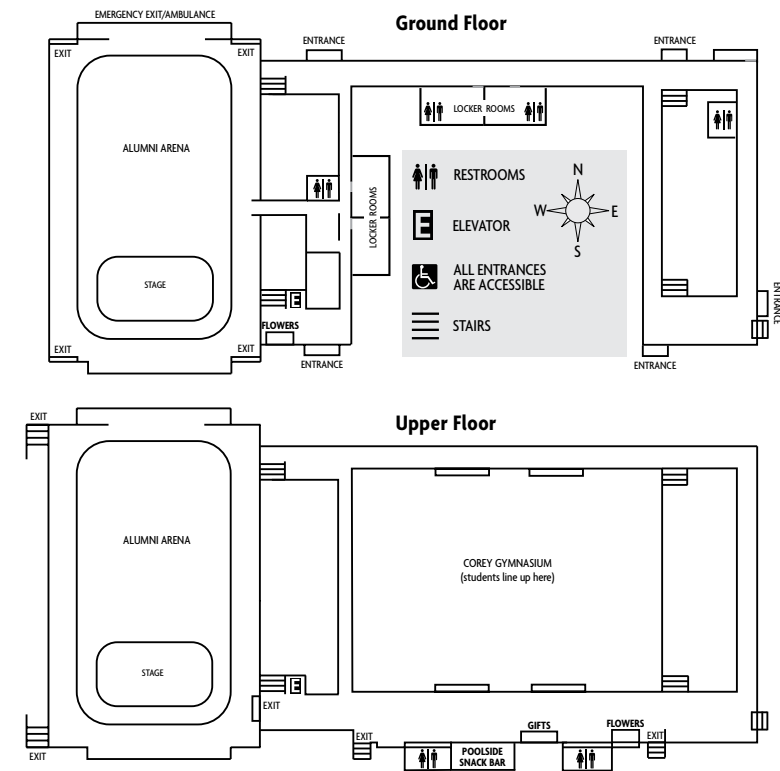 Ground Floor
EMERGENCY EXIT/AMBULANCE
EXIT
EXIT
ENTRANCE
ENTRANCE
LOCKER ROOMS
ALUMNI ARENA
RESTROOMS
N
W
E
S
E
ELEVATOR
LOCKER ROOMS
ALL ENTRANCES
ARE ACCESSIBLE
STAGE
E
ENTRANCE
FLOWERS
STAIRS
EXIT
EXIT
ENTRANCE
ENTRANCE
Upper Floor
EXIT
ALUMNI ARENA
COREY GYMNASIUM
(students line up here)
STAGE
E
EXIT
EXIT
GIFTS
FLOWERS
EXIT
EXIT
POOLSIDE
SNACK BAR